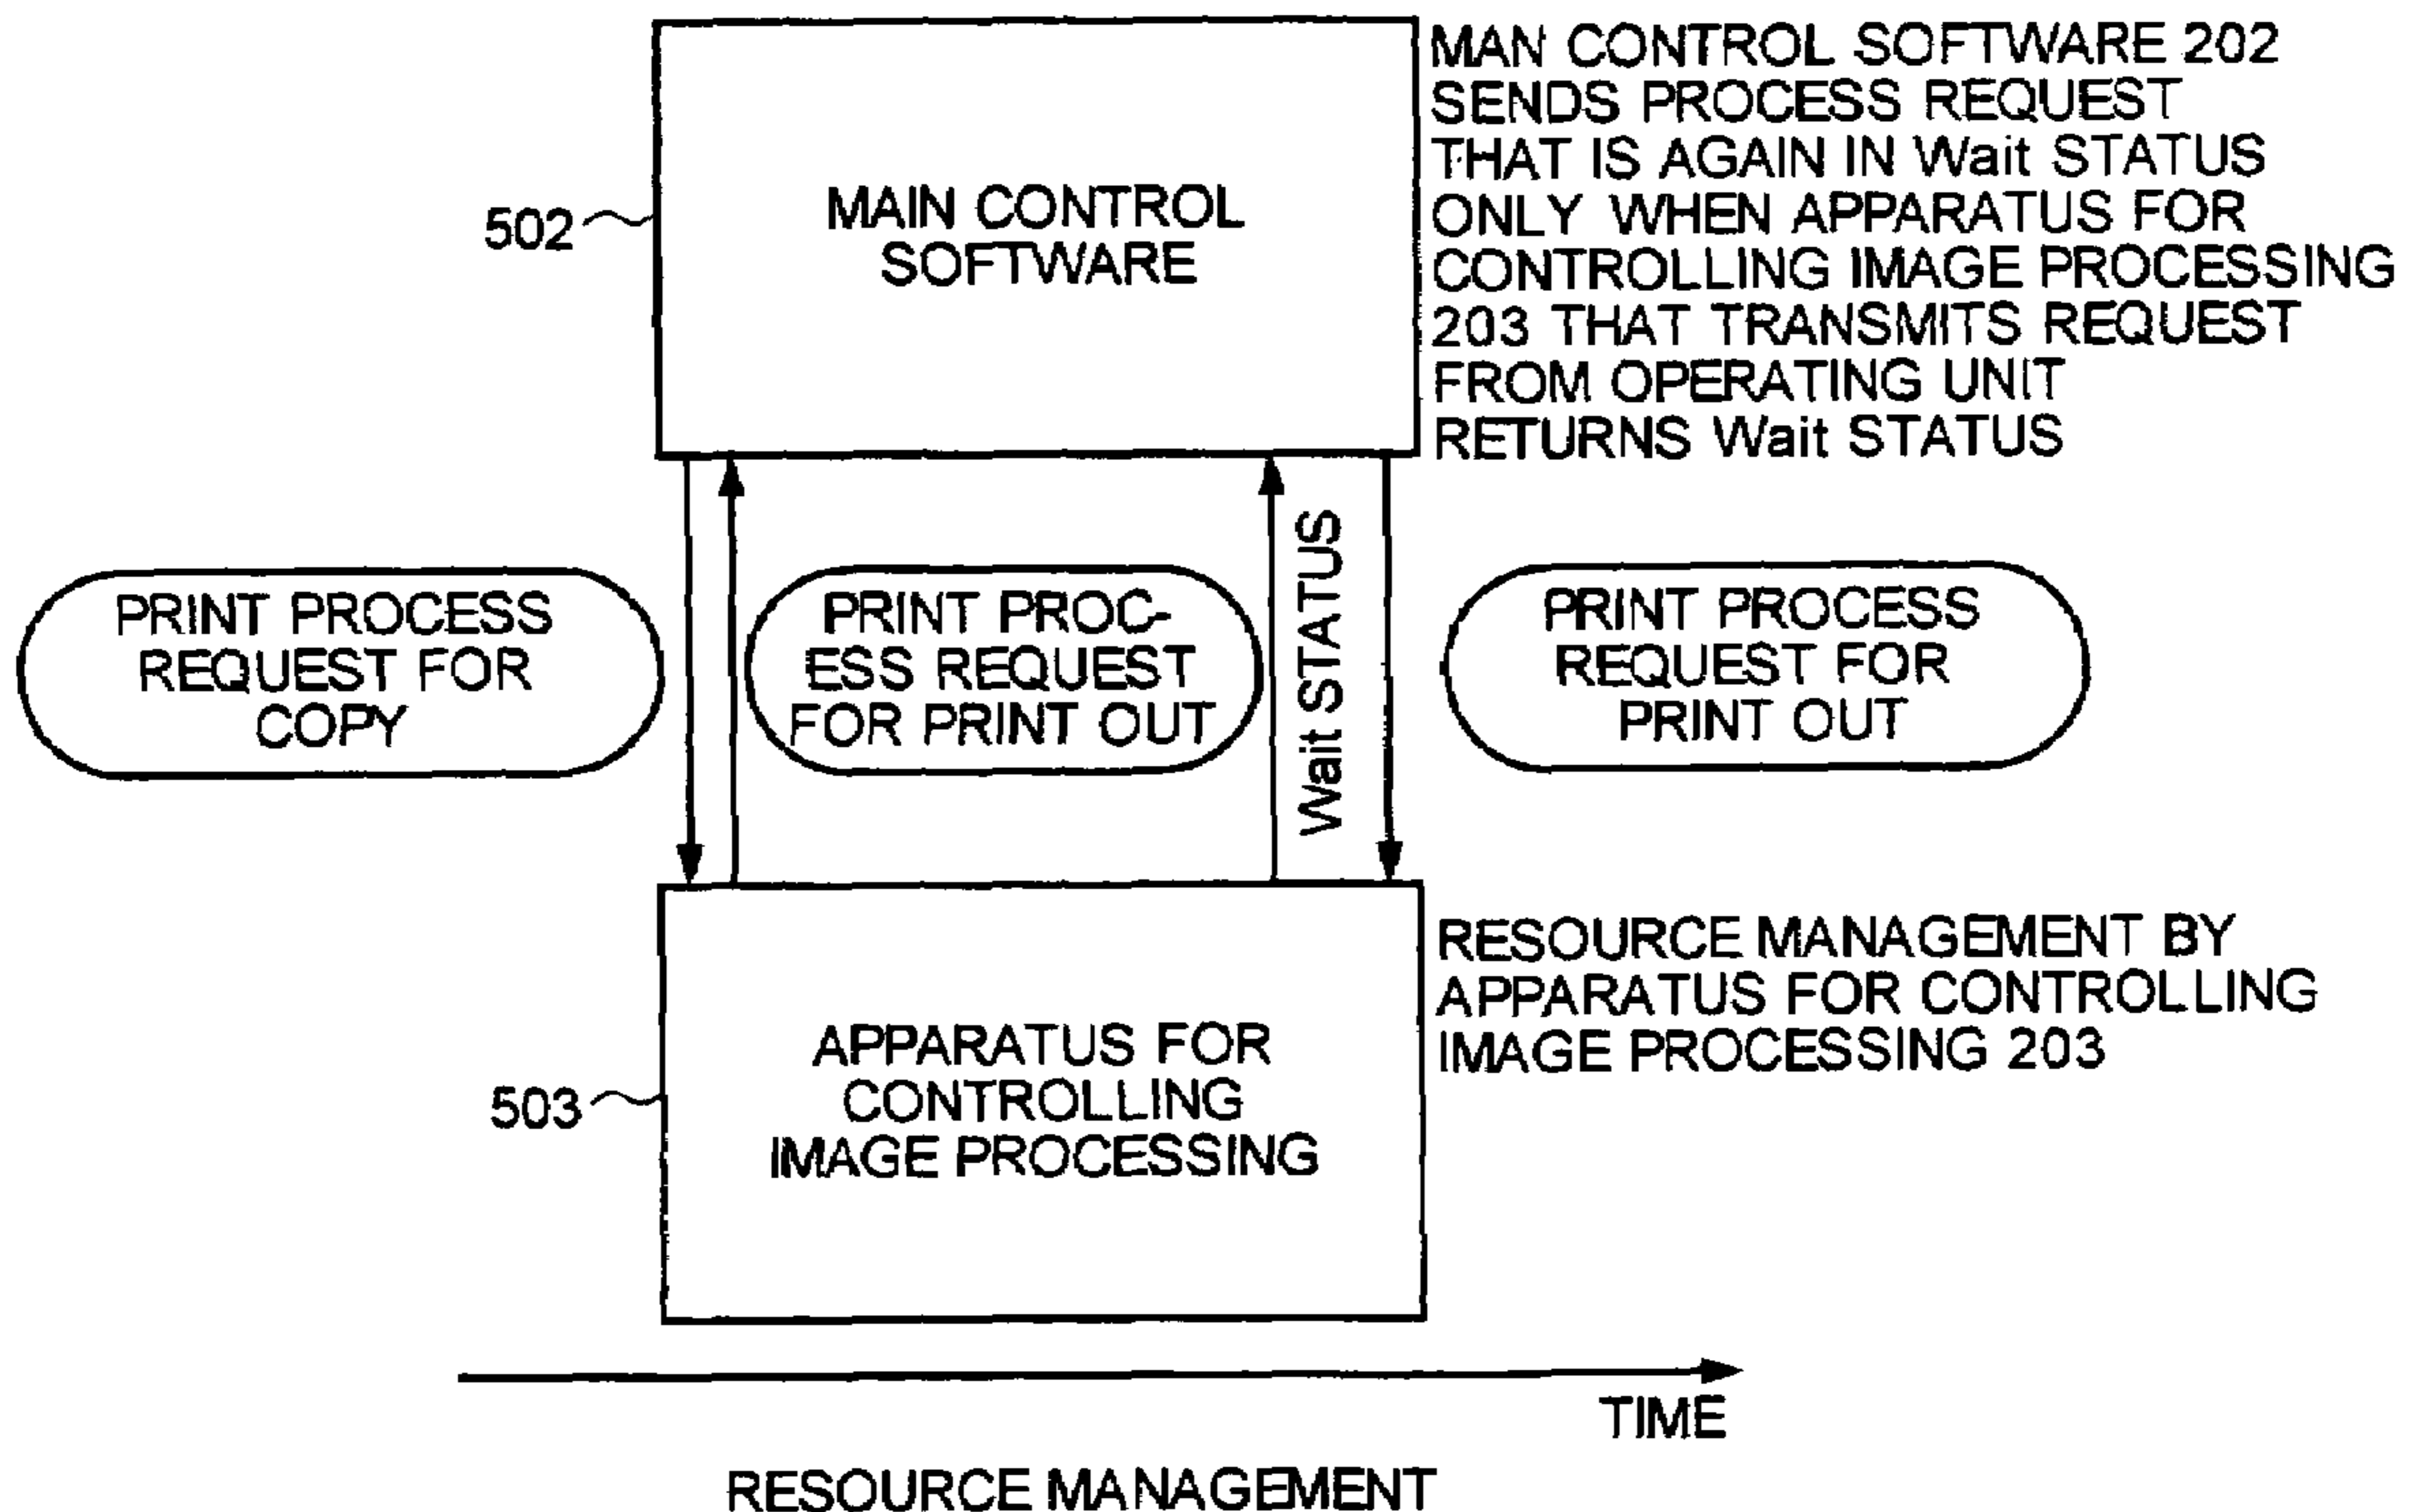 MAN CONTROL SOFTWARE 202
SENDS PROCESS REQUEST
THAT IS AGAIN IN Wait STATUS
ONLY WHEN APPARATUS FOR
CONTROLLING IMAGE PROCESSING
203 THAT TRANSMITS REQUEST
FROM OPERATING UNIT
RETURNS Wait STATUS
502
MAIN CONTROL
SOFTWARE
PRINT PROCESS
REQUEST FOR
COPY
PRINT PROC-
ESS REQUEST
FOR PRINT OUT
Wait STATUS
PRINT PROCESS
REQUEST FOR
PRINT OUT
503
APPARATUS FOR
CONTROLLING
IMAGE PROCESSING
RESOURCE MANAGEMENT BY
APPARATUS FOR CONTROLLING
IMAGE PROCESSING 203
TIME
RESOURCE MANAGEMENT